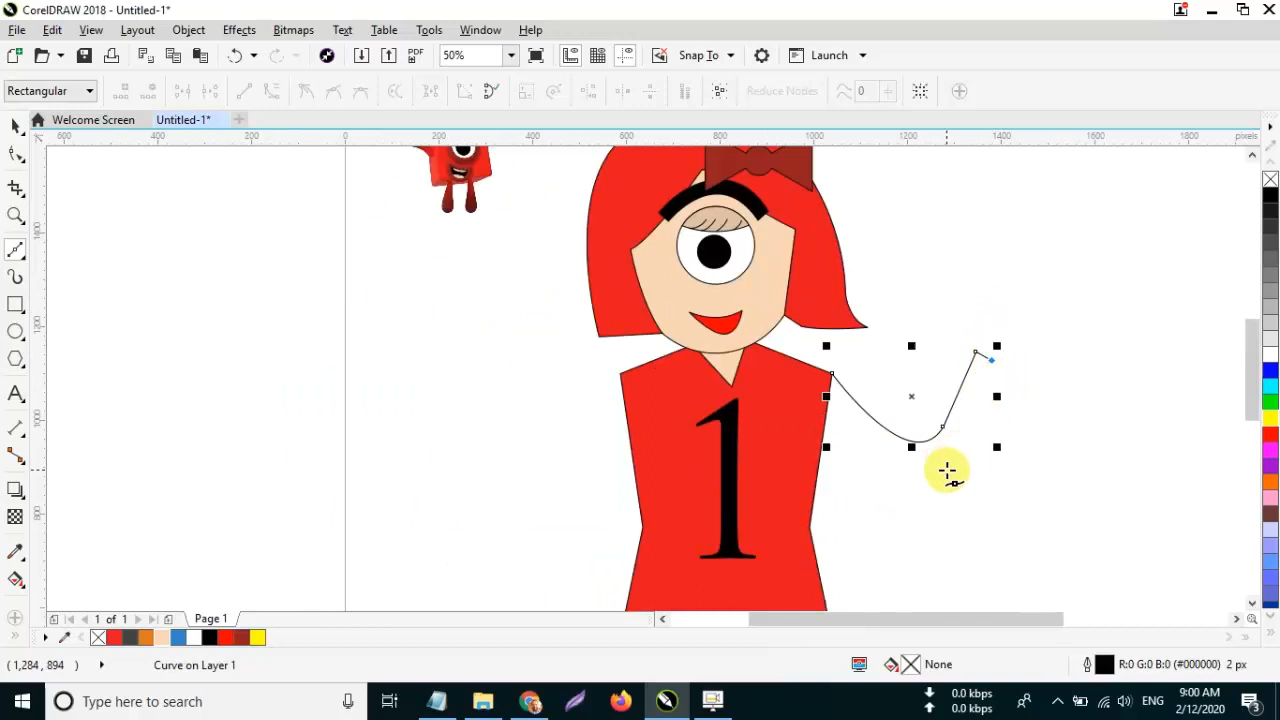 CorelDRAW 2018 - Untitled-1*
File Edit View Layout Object Effects Bitmaps Text Table Tools Window Help
PDF 50% Snap To Launch
Rectangular Reduce Nodes 0
Welcome Screen Untitled-1*
600 400 200 0 200 400 600 800 1000 1200 1400 1600 1800 pixels
1
1 of 1 Page 1
(1,284 , 894 ) Curve on Layer 1 None R:0 G:0 B:0 (#000000) 2 px
Type here to search
0.0 kbps
0.0 kbps
ENG
9:00 AM
2/12/2020
3